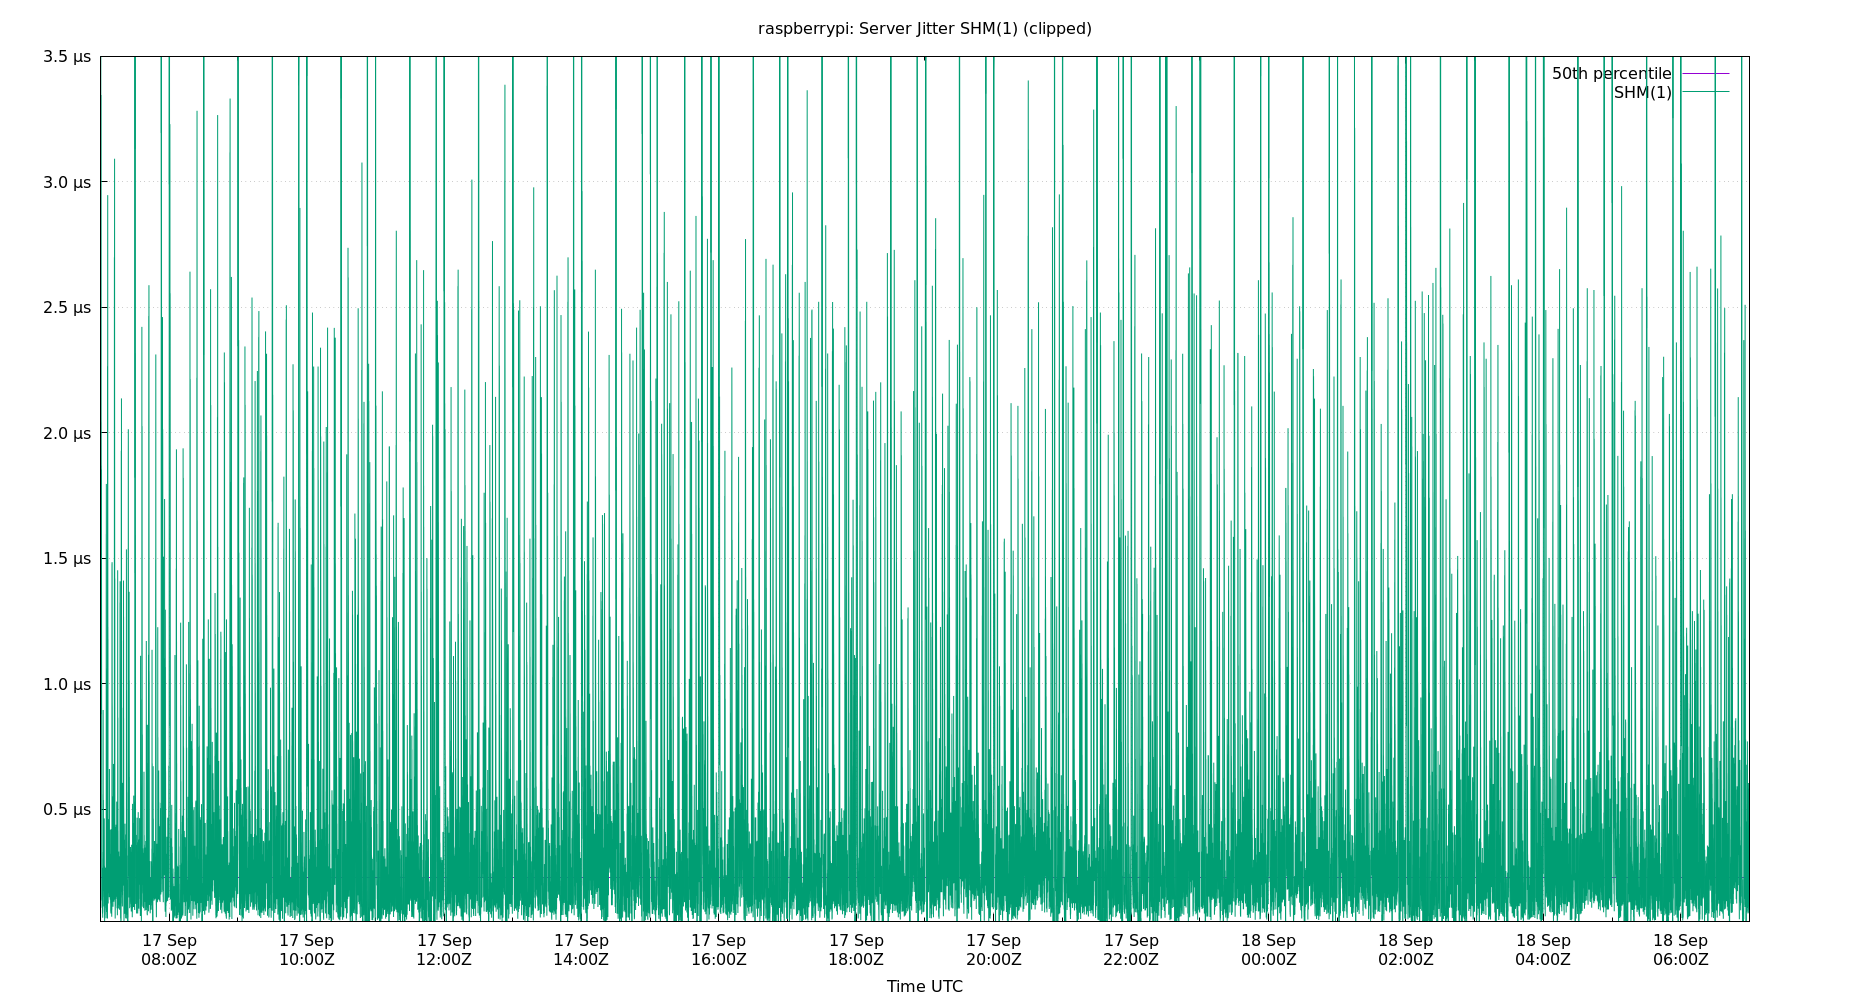 raspberrypi: Server Jitter SHM(1) (clipped)
3.5 µs
3.0 µs
2.5 µs
2.0 µs
1.5 µs
1.0 µs
0.5 µs
50th percentile
SHM(1)
17 Sep 17 Sep 17 Sep 17 Sep 17 Sep 17 Sep 17 Sep 17 Sep 18 Sep 18 Sep 18 Sep 18 Sep
08:00Z 10:00Z 12:00Z 14:00Z 16:00Z 18:00Z 20:00Z 22:00Z 00:00Z 02:00Z 04:00Z 06:00Z
Time UTC